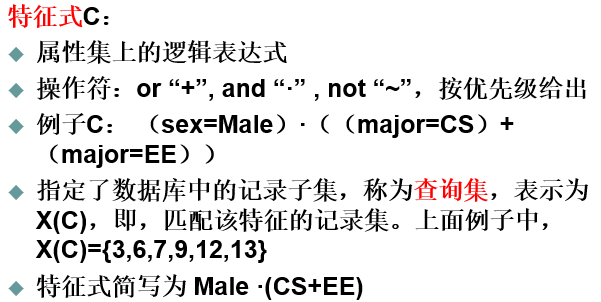 特征式C：
◆ 属性集上的逻辑表达式
◆ 操作符：or “+”, and “·” , not “~”，按优先级给出
◆ 例子C： （sex=Male）·（（major=CS）+
（major=EE））
◆ 指定了数据库中的记录子集，称为查询集，表示为
X(C)，即，匹配该特征的记录集。上面例子中，
X(C)={3,6,7,9,12,13}
◆ 特征式简写为 Male ·(CS+EE)